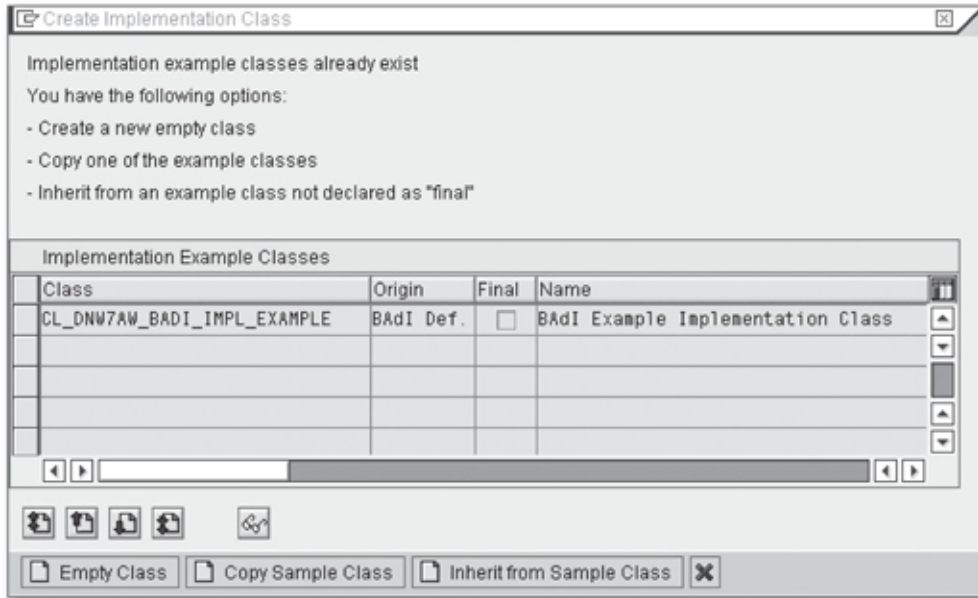 Create Implementation Class
Implementation example classes already exist
You have the following options:
- Create a new empty class
- Copy one of the example classes
- Inherit from an example class not declared as "final"
Implementation Example Classes
Class Origin Final Name
CL_DNW7AW_BADI_IMPL_EXAMPLE BAdI Def. BAdI Example Implementation Class
Empty Class Copy Sample Class Inherit from Sample Class